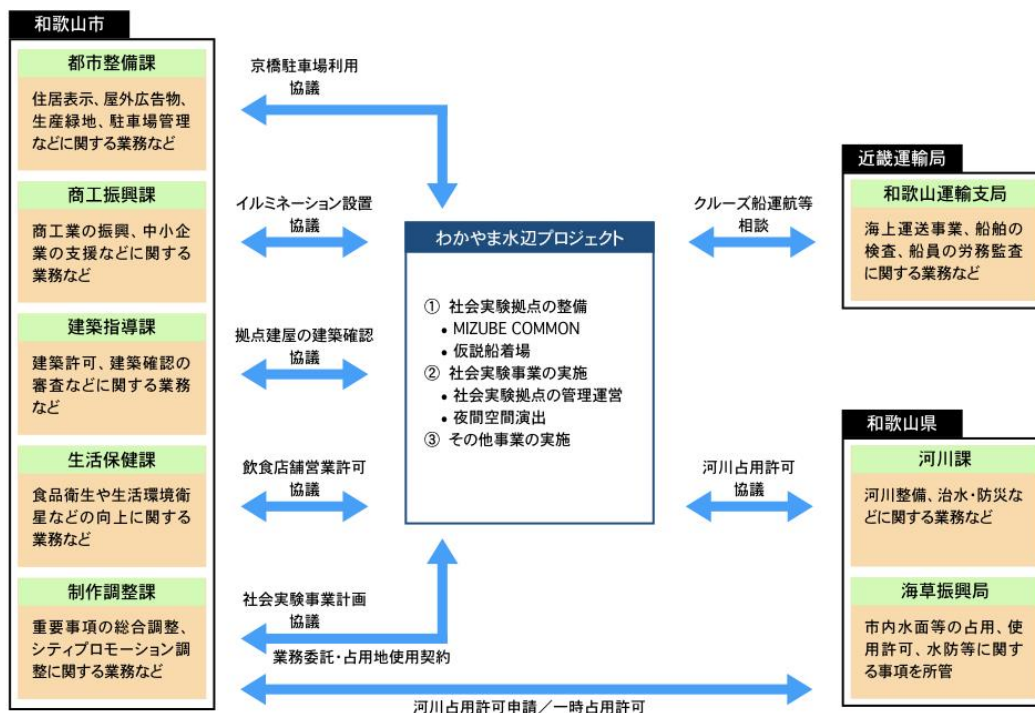 和歌山市
都市整備課
住居表示、屋外広告物、
生産緑地、駐車場管理
などに関する業務など
商工振興課
商工業の振興、中小企
業の支援などに関する
業務など
建築指導課
建築許可、建築確認の
審査などに関する業務
など
生活保健課
食品衛生や生活環境衛
星などの向上に関する
業務など
制作調整課
重要事項の総合調整、
シティプロモーション調
整に関する業務など
京橋駐車場利用
協議
イルミネーション設置
協議
拠点建屋の建築確認
協議
飲食店舗営業許可
協議
社会実験事業計画
協議
業務委託・占用地使用契約
河川占用許可申請／一時占用許可
わかやま水辺プロジェクト
① 社会実験拠点の整備
• MIZUBE COMMON
• 仮説船着場
② 社会実験事業の実施
• 社会実験拠点の管理運営
• 夜間空間演出
③ その他事業の実施
クルーズ船運航等
相談
河川占用許可
協議
近畿運輸局
和歌山運輸支局
海上運送事業、船舶の
検査、船員の労務監査
に関する業務など
和歌山県
河川課
河川整備、治水・防災な
どに関する業務など
海草振興局
市内水面等の占用、使
用許可、水防等に関す
る事項を所管